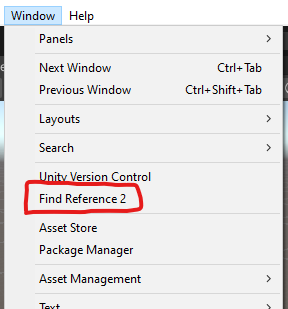 Window Help
Panels
Next Window Ctrl+Tab
Previous Window Ctrl+Shift+Tab
Layouts
Search
Unity Version Control
Find Reference 2
Asset Store
Package Manager
Asset Management
Text